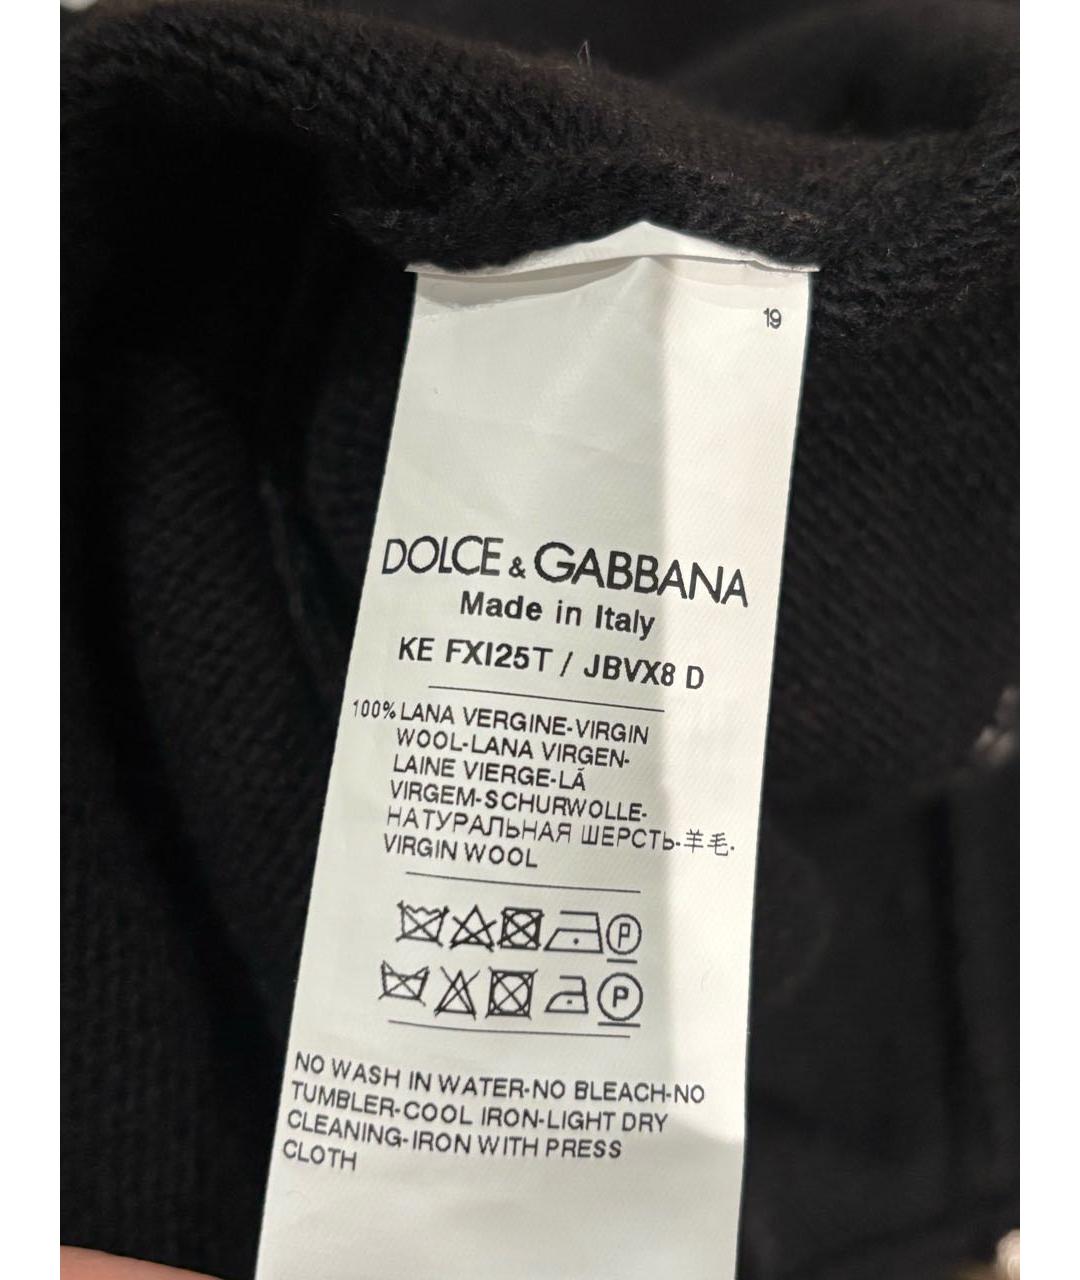 19
DOLCE & GABBANA
Made in Italy
KE FXI25T / JBVX8 D
100% LANA VERGINE-VIRGIN
WOOL-LANA VIRGEN-
LAINE VIERGE-LÃ
VIRGEM-SCHURWOLLE-
НАТУРАЛЬНАЯ ШЕРСТЬ-羊毛-
VIRGIN WOOL
P
P
NO WASH IN WATER-NO BLEACH-NO
TUMBLER-COOL IRON-LIGHT DRY
CLEANING-IRON WITH PRESS
CLOTH